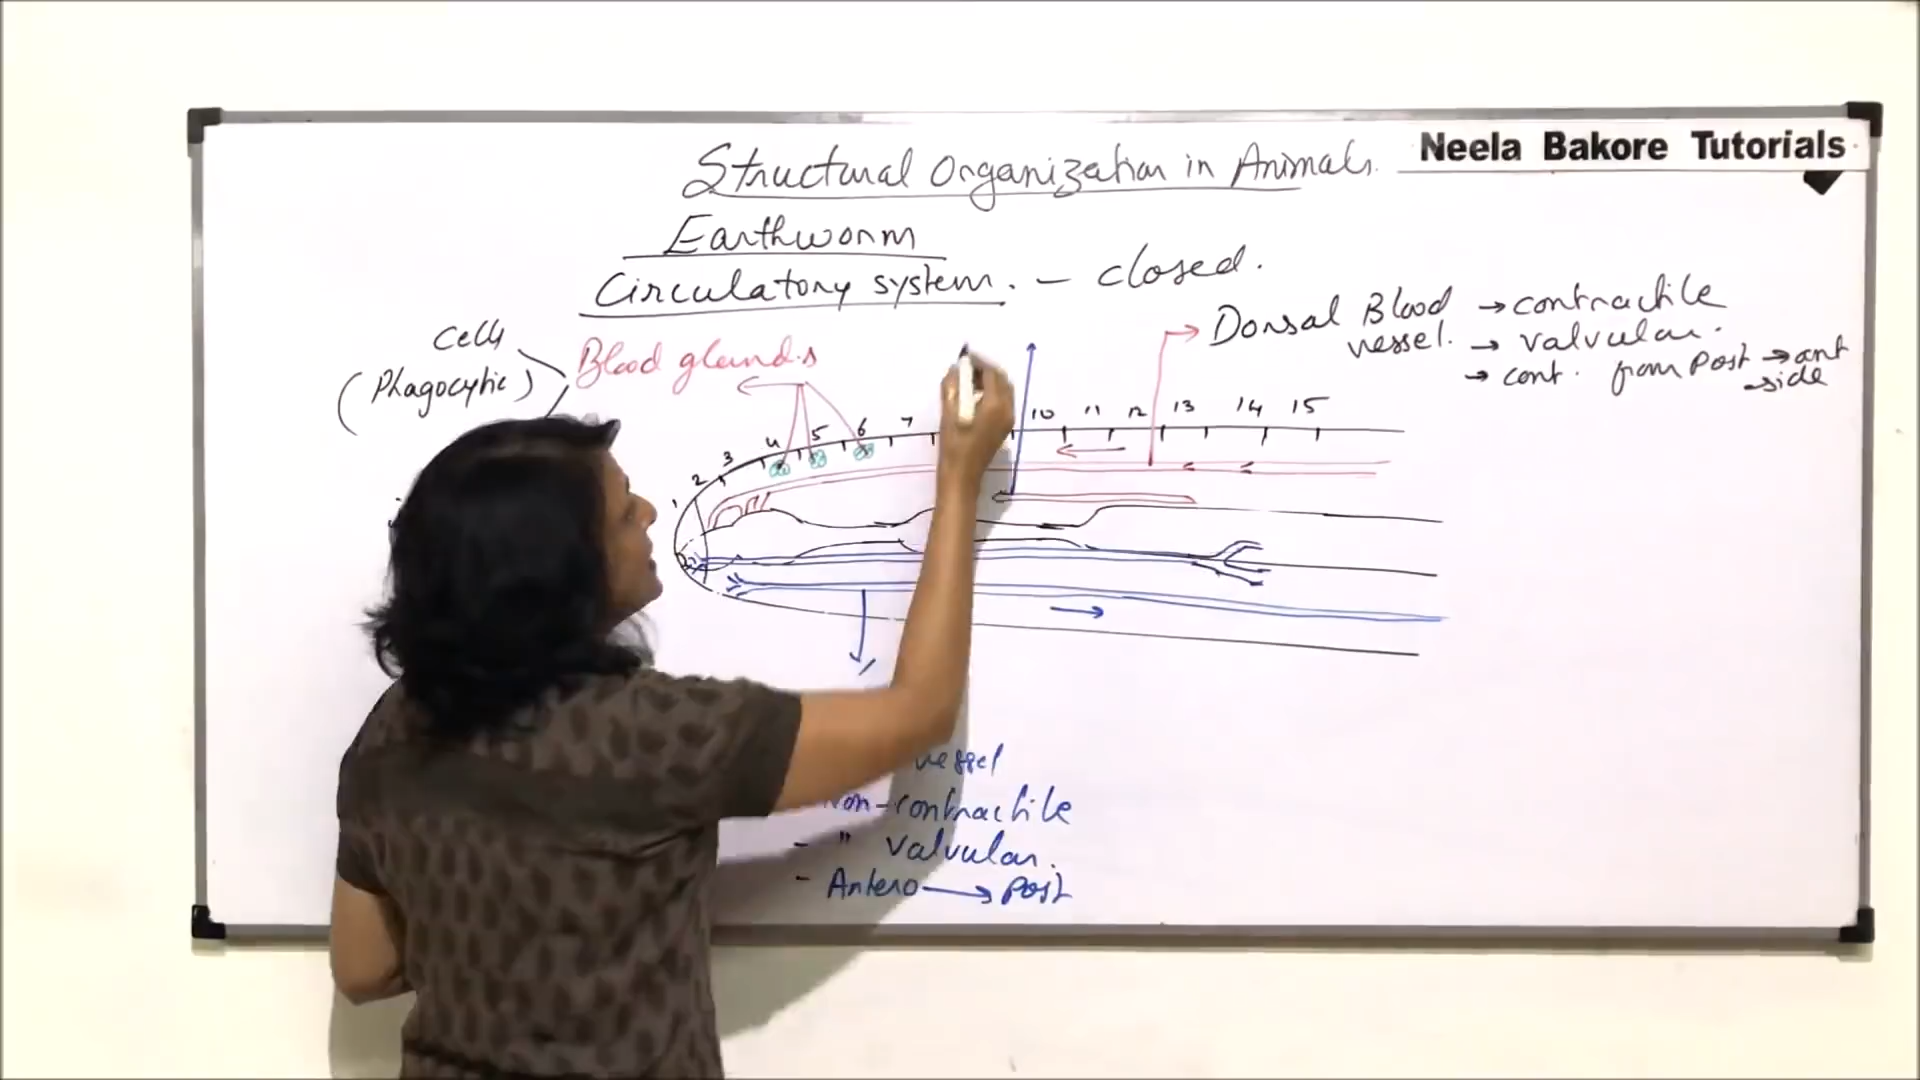 Neela Bakore Tutorials
Structural Organization in Animals.
Earthworm
Circulatory system. - closed.
Cells
(Phagocytic)
Blood glands
Dorsal Blood vessel.
→ contractile
→ valvular.
→ cont. from Post → ant side
1 2 3 4 5 6 7 10 11 12 13 14 15
B
vessel
Non-contractile
- " valvular.
- Antero → Post